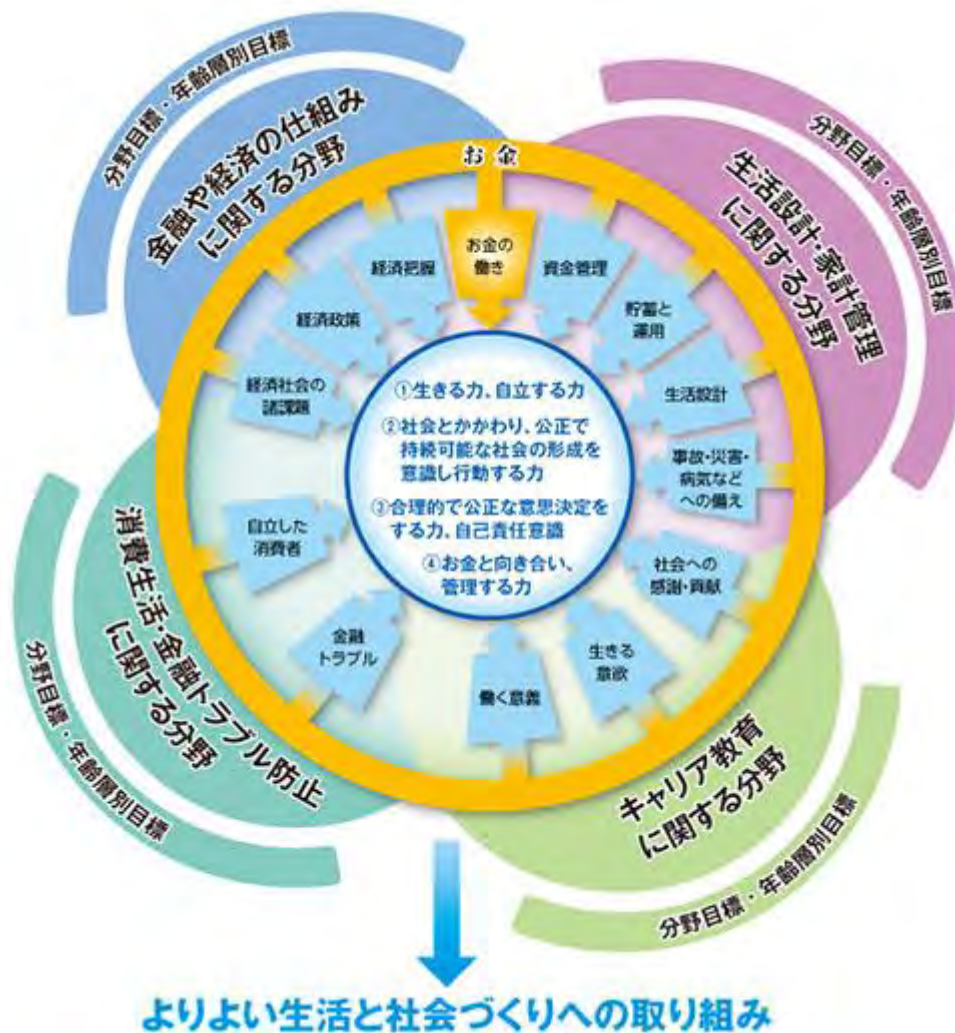 分野目標・年齢層別目標
金融や経済の仕組み
に関する分野
分野目標・年齢層別目標
生活設計・家計管理
に関する分野
お金
お金の
働き
資金管理
貯蓄と
運用
生活設計
事故・災害・
病気など
への備え
社会への
感謝・貢献
生きる
意欲
働く意義
金融
トラブル
自立した
消費者
経済社会の
諸課題
経済政策
経済把握
①生きる力、自立する力
②社会とかかわり、公正で
持続可能な社会の形成を
意識し行動する力
③合理的で公正な意思決定を
する力、自己責任意識
④お金と向き合い、
管理する力
消費生活・金融トラブル防止
に関する分野
分野目標・年齢層別目標
キャリア教育
に関する分野
分野目標・年齢層別目標
よりよい生活と社会づくりへの取り組み